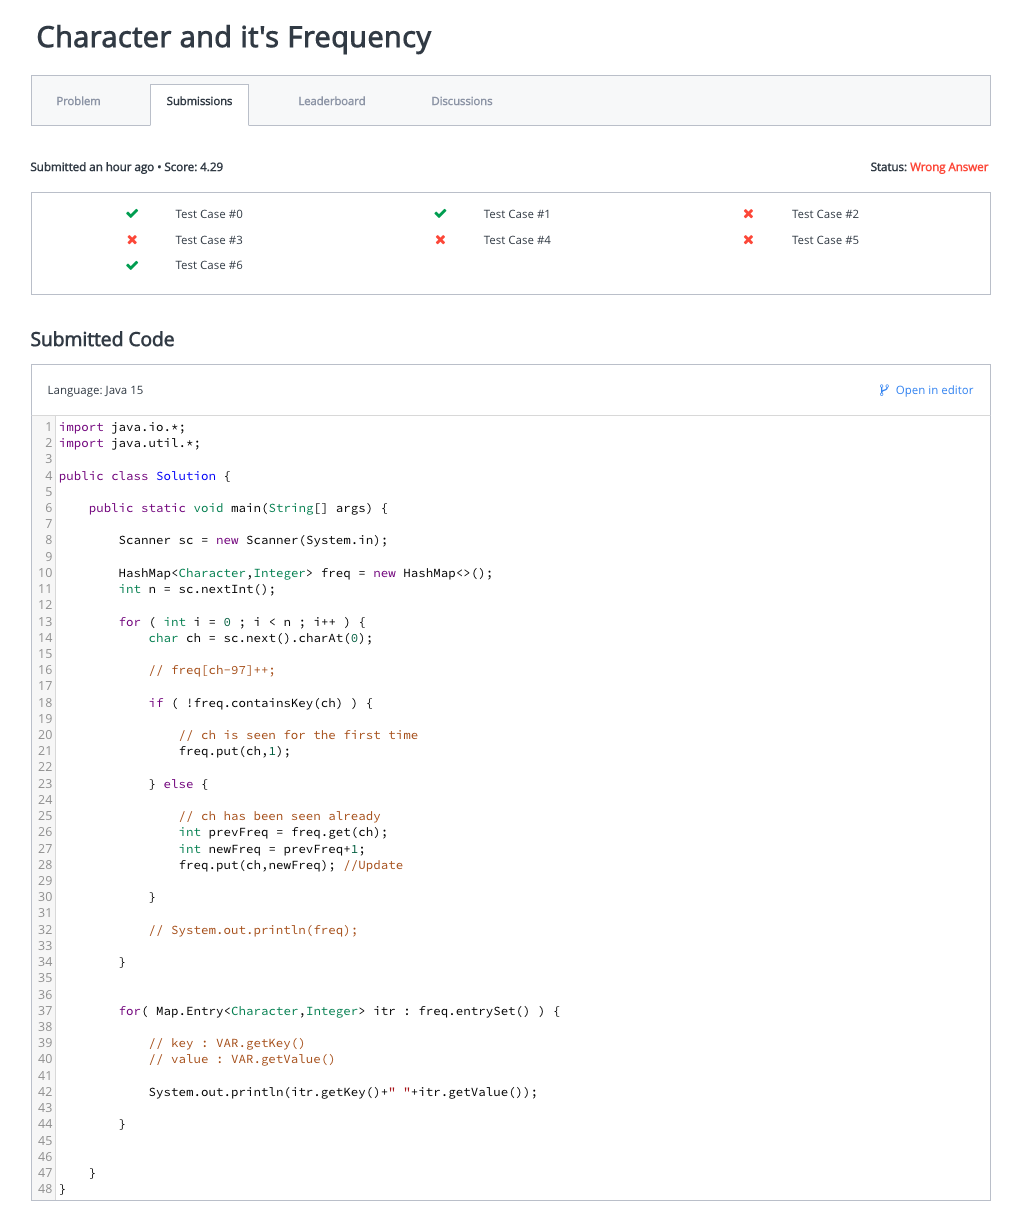 Character and it's Frequency
Problem Submissions Leaderboard Discussions
Submitted an hour ago • Score: 4.29 Status: Wrong Answer
Test Case #0 Test Case #1 Test Case #2
Test Case #3 Test Case #4 Test Case #5
Test Case #6
Submitted Code
Language: Java 15 Open in editor
1 import java.io.*;
2 import java.util.*;
3
4 public class Solution {
5
6     public static void main(String[] args) {
7
8         Scanner sc = new Scanner(System.in);
9
10         HashMap<Character,Integer> freq = new HashMap<>();
11         int n = sc.nextInt();
12
13         for ( int i = 0 ; i < n ; i++ ) {
14             char ch = sc.next().charAt(0);
15
16             // freq[ch-97]++;
17
18             if ( !freq.containsKey(ch) ) {
19
20                 // ch is seen for the first time
21                 freq.put(ch,1);
22
23             } else {
24
25                 // ch has been seen already
26                 int prevFreq = freq.get(ch);
27                 int newFreq = prevFreq+1;
28                 freq.put(ch,newFreq); //Update
29
30             }
31
32             // System.out.println(freq);
33
34         }
35
36
37         for( Map.Entry<Character,Integer> itr : freq.entrySet() ) {
38
39             // key : VAR.getKey()
40             // value : VAR.getValue()
41
42             System.out.println(itr.getKey()+" "+itr.getValue());
43
44         }
45
46
47     }
48 }